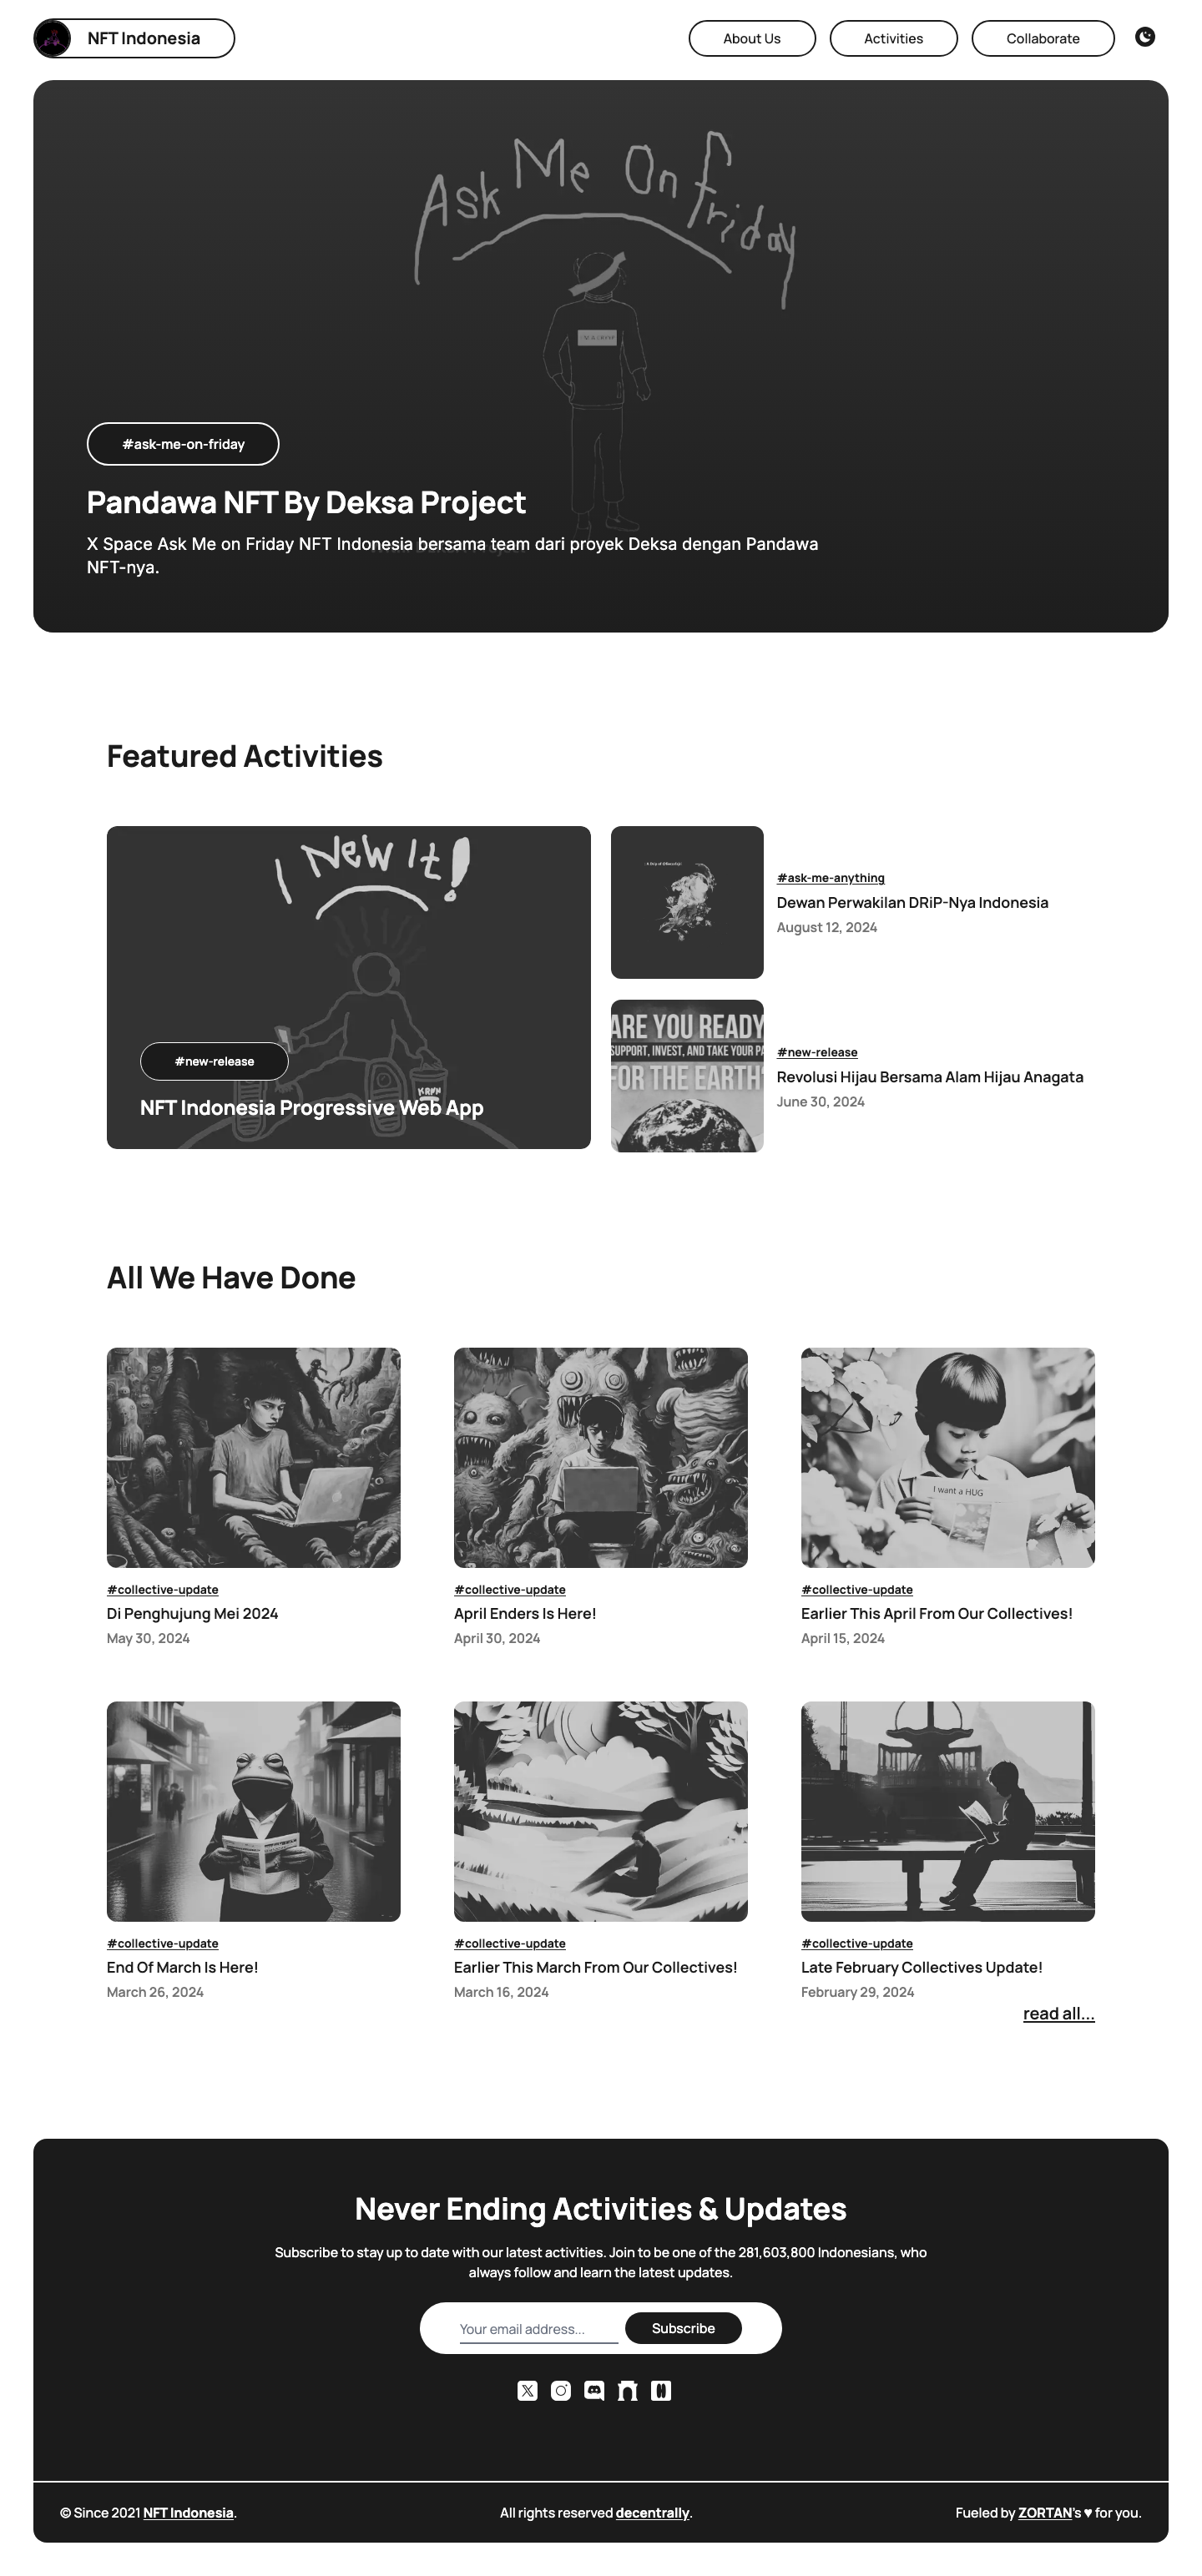 NFT Indonesia
About Us
Activities
Collaborate
Ask Me On Friday
#ask-me-on-friday
Pandawa NFT By Deksa Project
X Space Ask Me on Friday NFT Indonesia bersama team dari proyek Deksa dengan Pandawa
NFT-nya.
Featured Activities
I New It!
#new-release
KRNN
NFT Indonesia Progressive Web App
#ask-me-anything
Dewan Perwakilan DRiP-Nya Indonesia
August 12, 2024
ARE YOU READY
SUPPORT, INVEST, AND TAKE YOUR
FOR THE EARTH
#new-release
Revolusi Hijau Bersama Alam Hijau Anagata
June 30, 2024
All We Have Done
I want a HUG
#collective-update
Di Penghujung Mei 2024
May 30, 2024
#collective-update
April Enders Is Here!
April 30, 2024
#collective-update
Earlier This April From Our Collectives!
April 15, 2024
#collective-update
End Of March Is Here!
March 26, 2024
#collective-update
Earlier This March From Our Collectives!
March 16, 2024
#collective-update
Late February Collectives Update!
February 29, 2024
read all...
Never Ending Activities & Updates
Subscribe to stay up to date with our latest activities. Join to be one of the 281,603,800 Indonesians, who
always follow and learn the latest updates.
Your email address...
Subscribe
© Since 2021 NFT Indonesia.
All rights reserved decentrally.
Fueled by ZORTAN's ♥ for you.